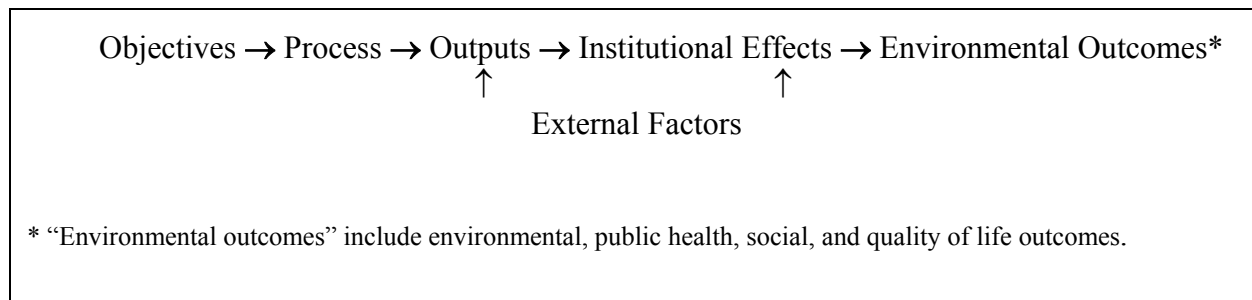 Objectives → Process → Outputs → Institutional Effects → Environmental Outcomes*
↑ ↑
External Factors
* “Environmental outcomes” include environmental, public health, social, and quality of life outcomes.